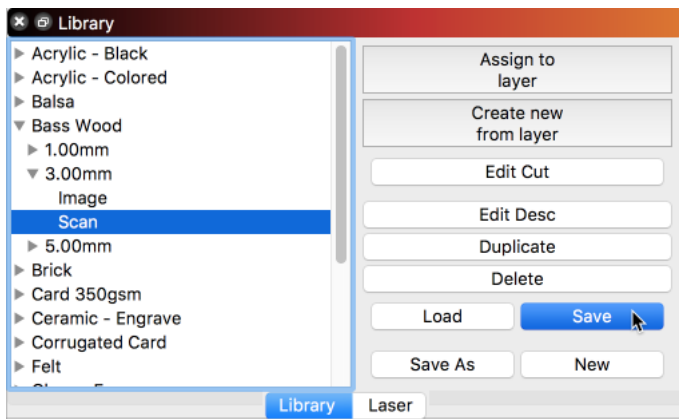 Library
Acrylic - Black
Acrylic - Colored
Balsa
Bass Wood
1.00mm
3.00mm
Image
Scan
5.00mm
Brick
Card 350gsm
Ceramic - Engrave
Corrugated Card
Felt
Assign to
layer
Create new
from layer
Edit Cut
Edit Desc
Duplicate
Delete
Load Save
Save As New
Library Laser